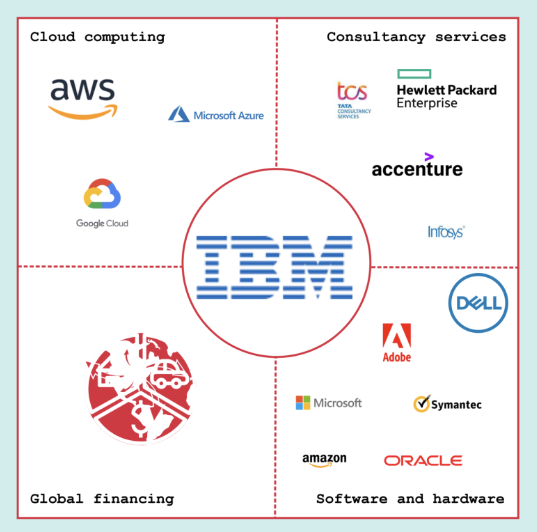 Cloud computing
Consultancy services
aws
Microsoft Azure
Google Cloud
tcs
TATA
CONSULTANCY
SERVICES
Hewlett Packard
Enterprise
accenture
Infosys
IBM
DELL
Adobe
Microsoft
Symantec
amazon
ORACLE
Global financing
Software and hardware